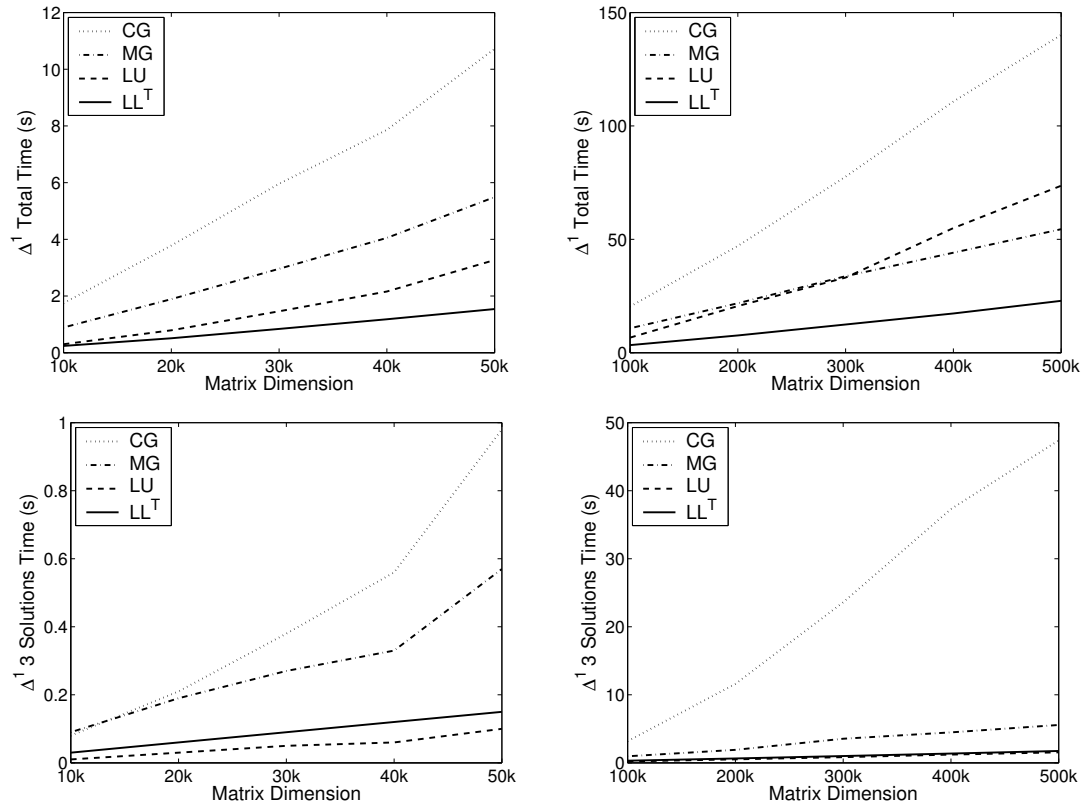 12
10
8
6
4
2
0
Δ¹ Total Time (s)
CG
MG
LU
LLᵀ
10k 20k 30k 40k 50k
Matrix Dimension
150
100
50
0
Δ¹ Total Time (s)
CG
MG
LU
LLᵀ
100k 200k 300k 400k 500k
Matrix Dimension
1
0.8
0.6
0.4
0.2
0
Δ¹ 3 Solutions Time (s)
CG
MG
LU
LLᵀ
10k 20k 30k 40k 50k
Matrix Dimension
50
40
30
20
10
0
Δ¹ 3 Solutions Time (s)
CG
MG
LU
LLᵀ
100k 200k 300k 400k 500k
Matrix Dimension